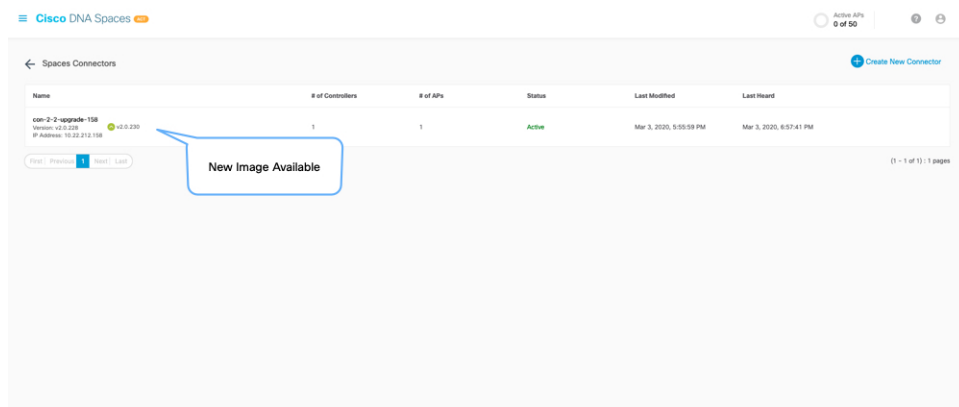 Cisco DNA Spaces
Active APs
0 of 50
Spaces Connectors
Create New Connector
Name # of Controllers # of APs Status Last Modified Last Heard
con-2-2-upgrade-158
Version: v2.0.228 v2.0.230
IP Address: 10.22.212.158
1 1 Active Mar 3, 2020, 5:55:59 PM Mar 3, 2020, 6:57:41 PM
First Previous 1 Next Last
(1 - 1 of 1) : 1 pages
New Image Available